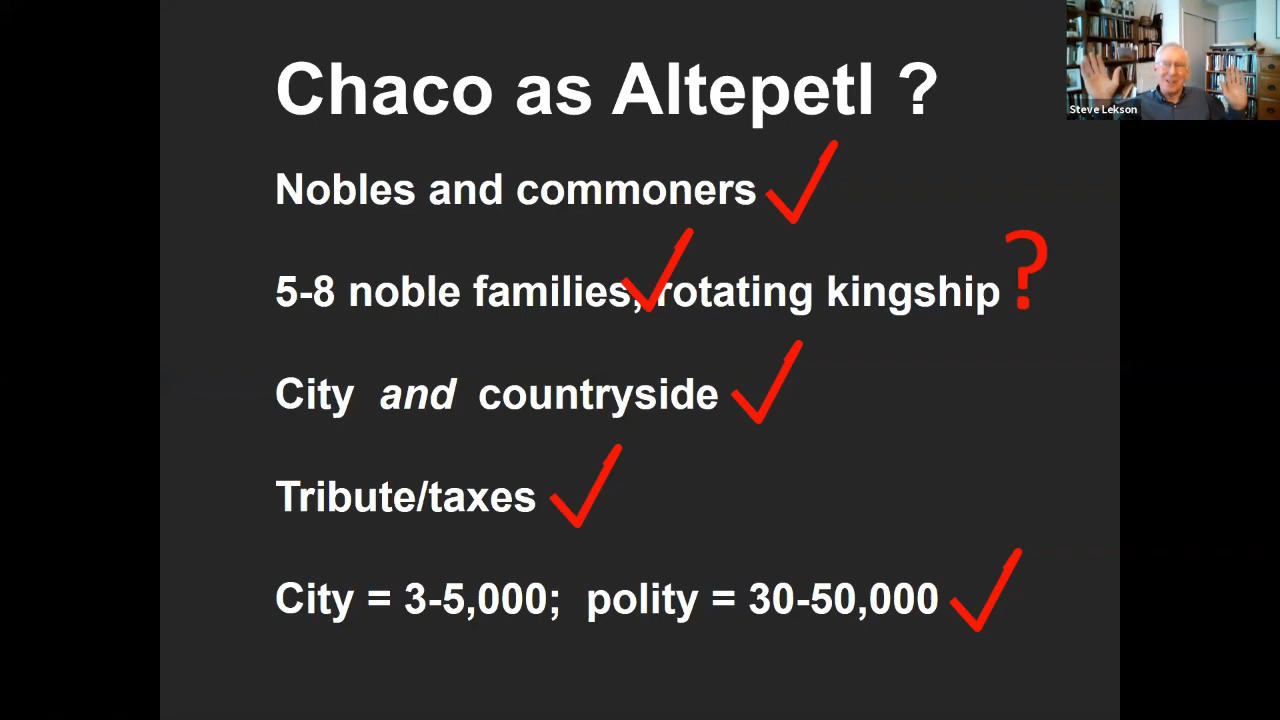 Chaco as Altepetl ?
Steve Lekson
Nobles and commoners
5-8 noble families, rotating kingship ?
City and countryside
Tribute/taxes
City = 3-5,000; polity = 30-50,000